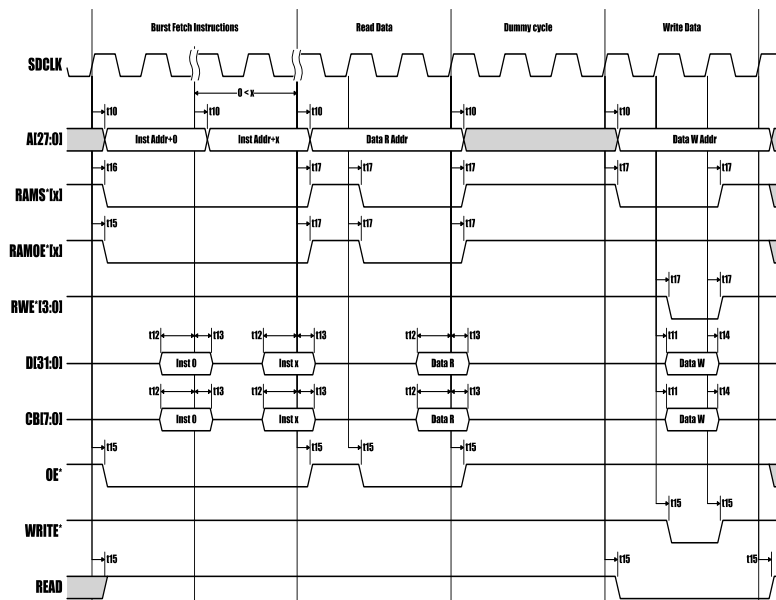 Burst Fetch Instructions Read Data Dummy cycle Write Data
SDCLK
0 < x
t10 t10 t10 t10 t10
A[27:0] Inst Addr+0 Inst Addr+x Data R Addr Data W Addr
t16 t17 t17 t17 t17 t17
RAMS*[x]
t15 t17 t17 t17
RAMOE*[x]
t17 t17
RWE*[3:0]
t12 t13 t12 t13 t12 t13 t11 t14
D[31:0] Inst 0 Inst x Data R Data W
t12 t13 t12 t13 t12 t13 t11 t14
CB[7:0] Inst 0 Inst x Data R Data W
t15 t15 t15 t15
OE*
t15 t15
WRITE*
t15 t15 t15
READ